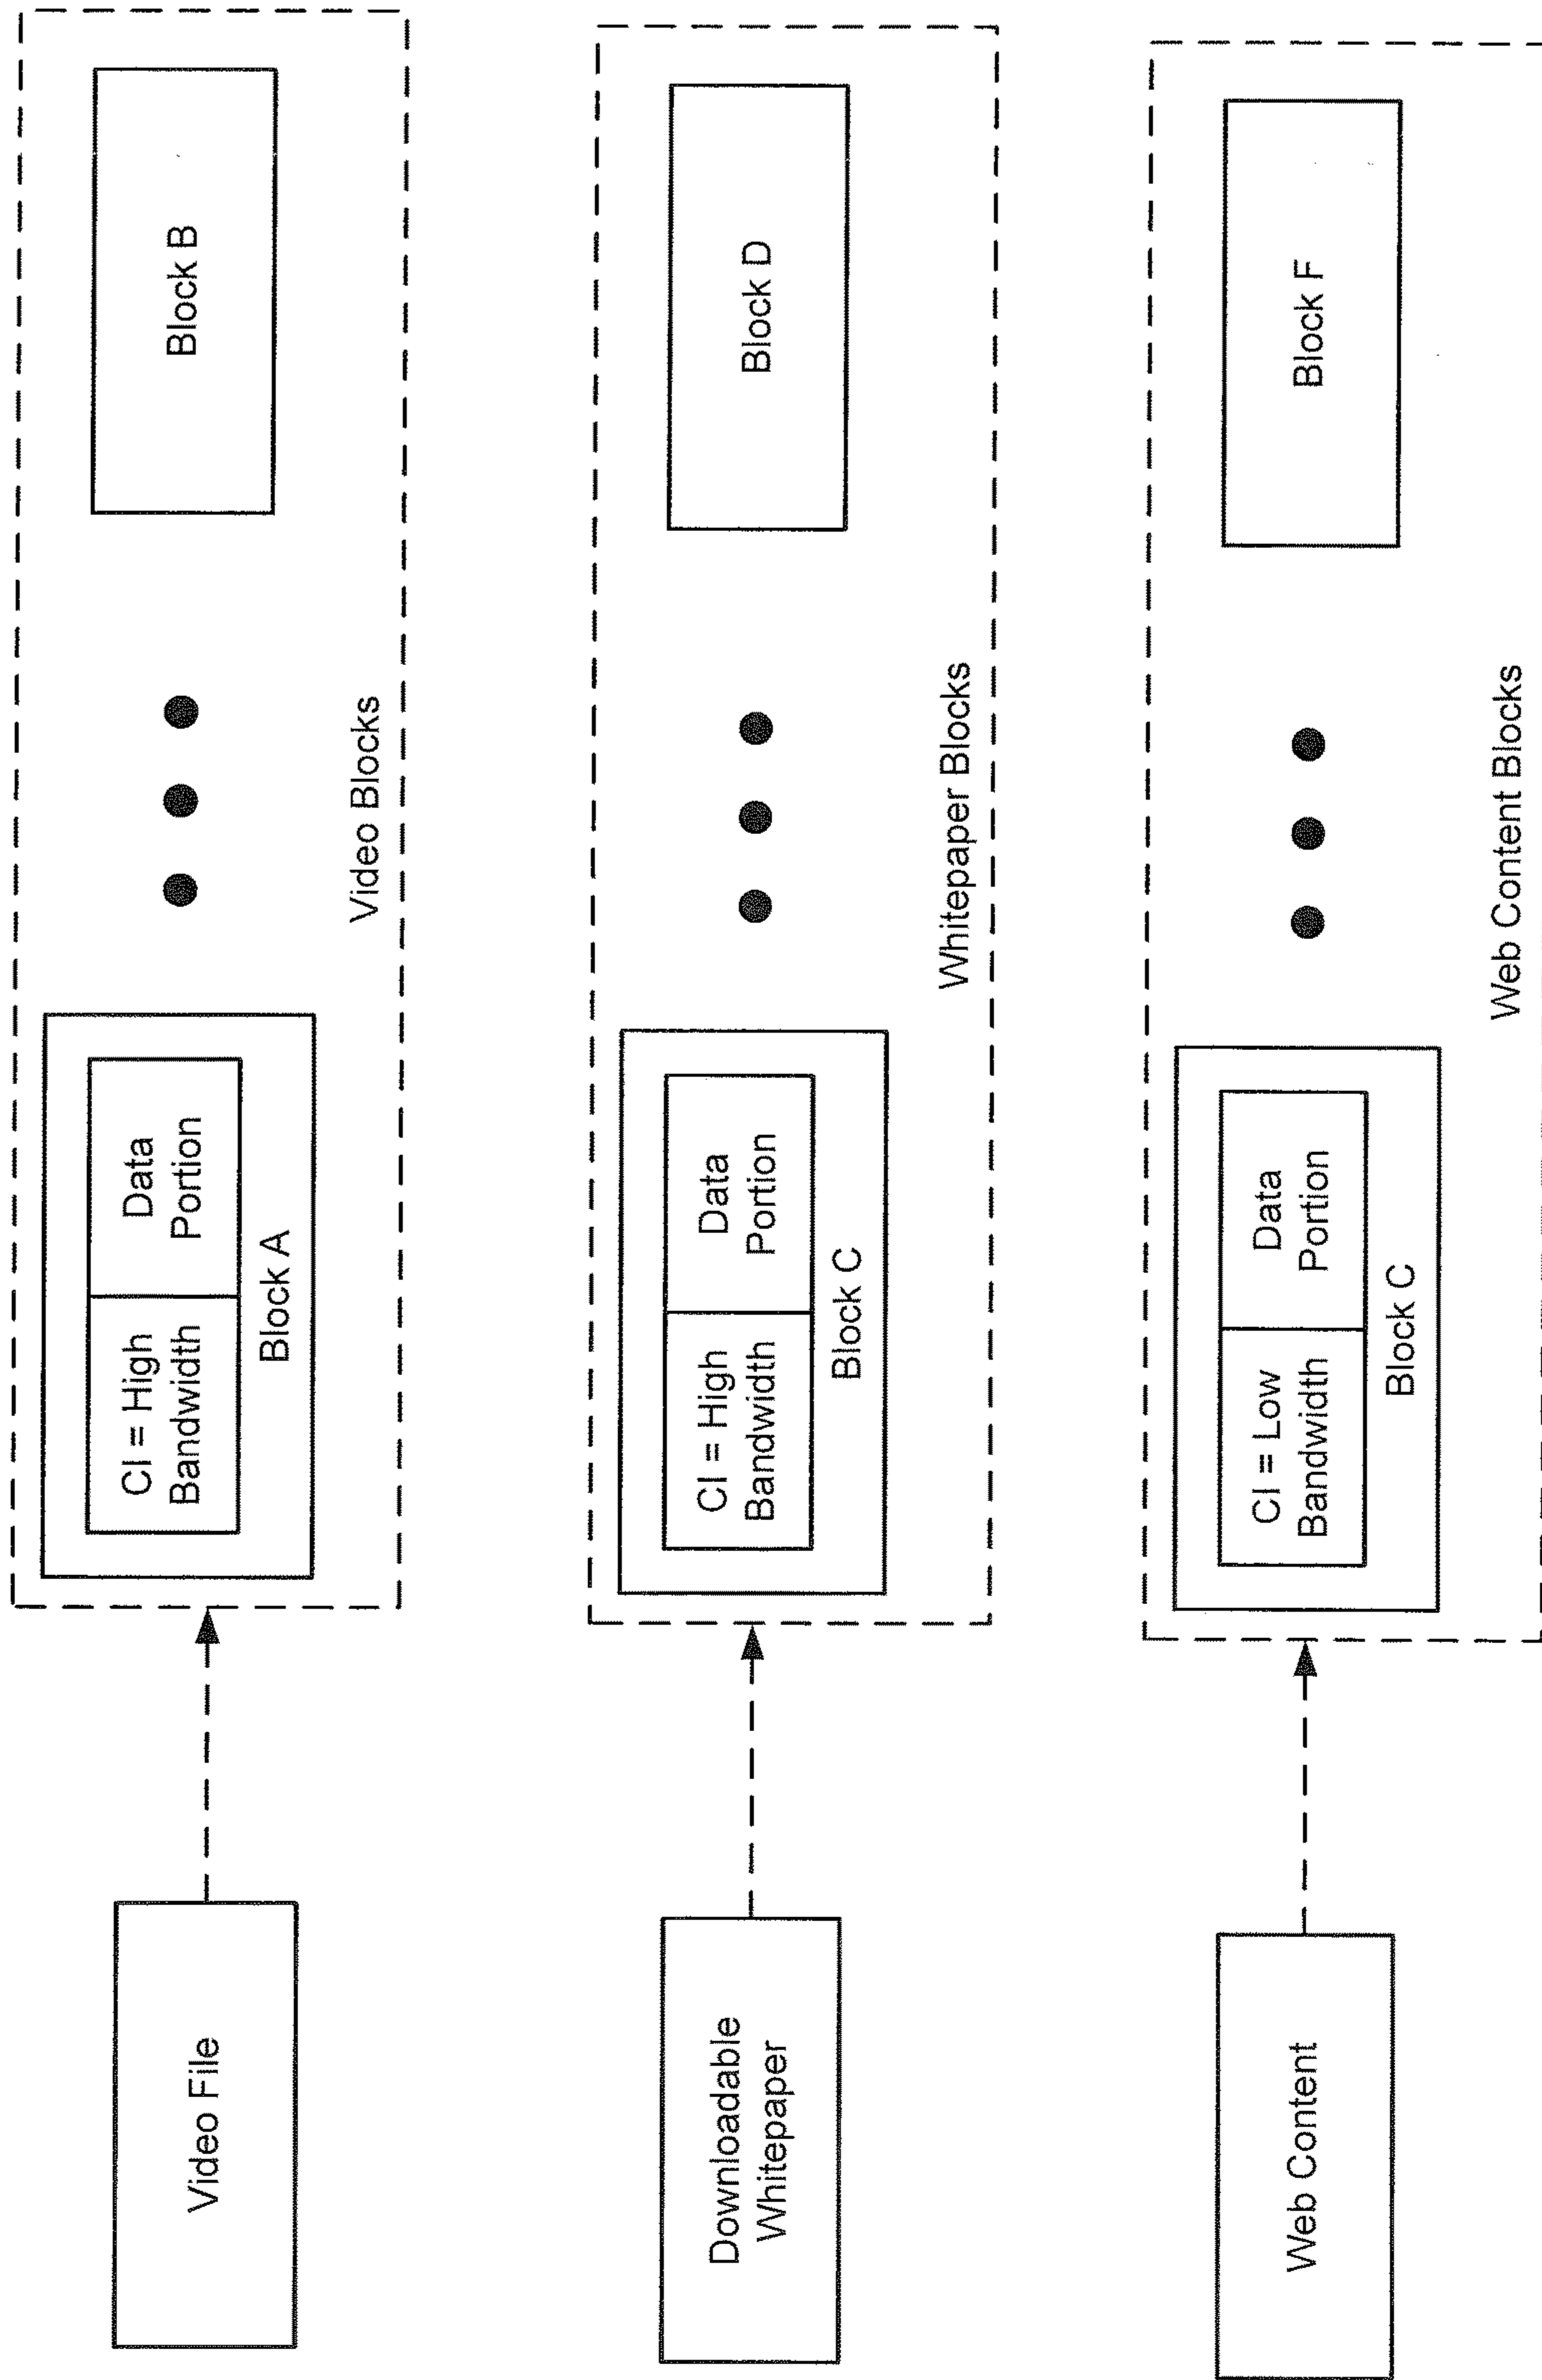 Video File
CI = High
Bandwidth
Data
Portion
Block A
Block B
Video Blocks
Downloadable
Whitepaper
CI = High
Bandwidth
Data
Portion
Block C
Block D
Whitepaper Blocks
Web Content
CI = Low
Bandwidth
Data
Portion
Block C
Block F
Web Content Blocks